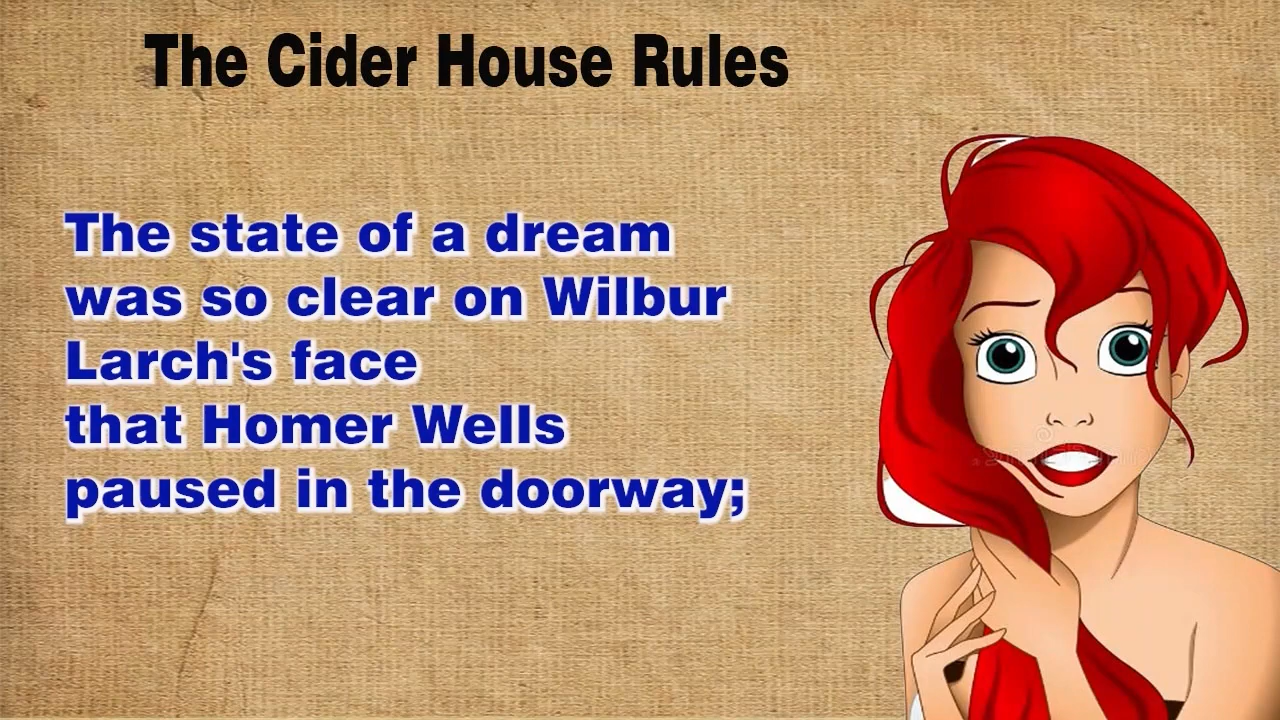 The Cider House Rules
The state of a dream
was so clear on Wilbur
Larch's face
that Homer Wells
paused in the doorway;